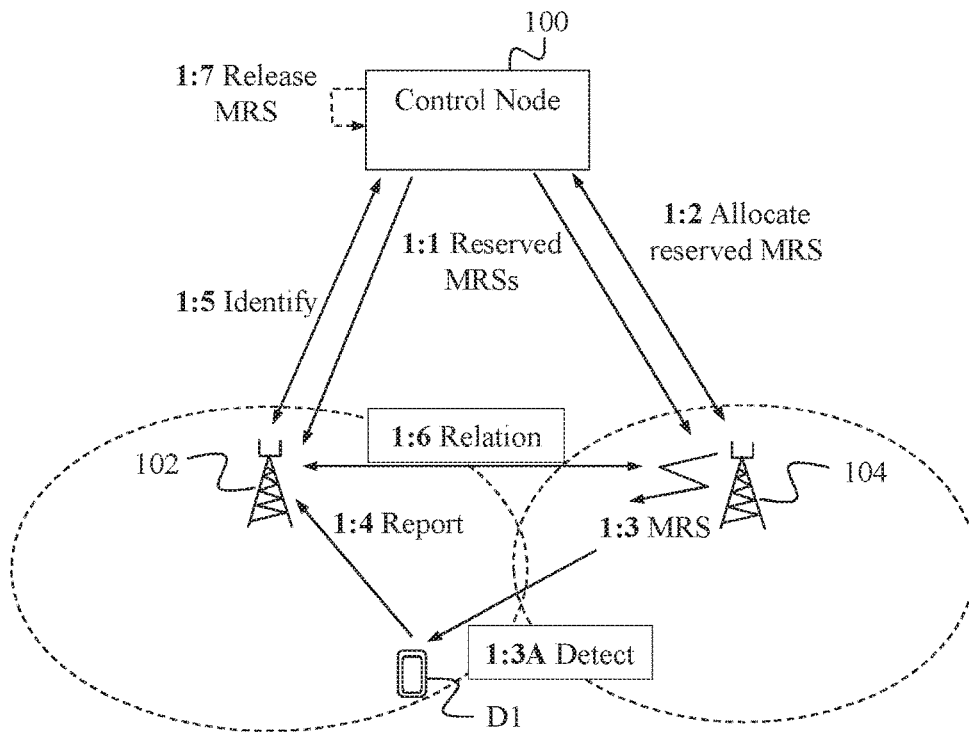 100
1:7 Release
MRS
Control Node
1:2 Allocate
reserved MRS
1:1 Reserved
MRSs
1:5 Identify
1:6 Relation
102
104
1:4 Report
1:3 MRS
1:3A Detect
D1